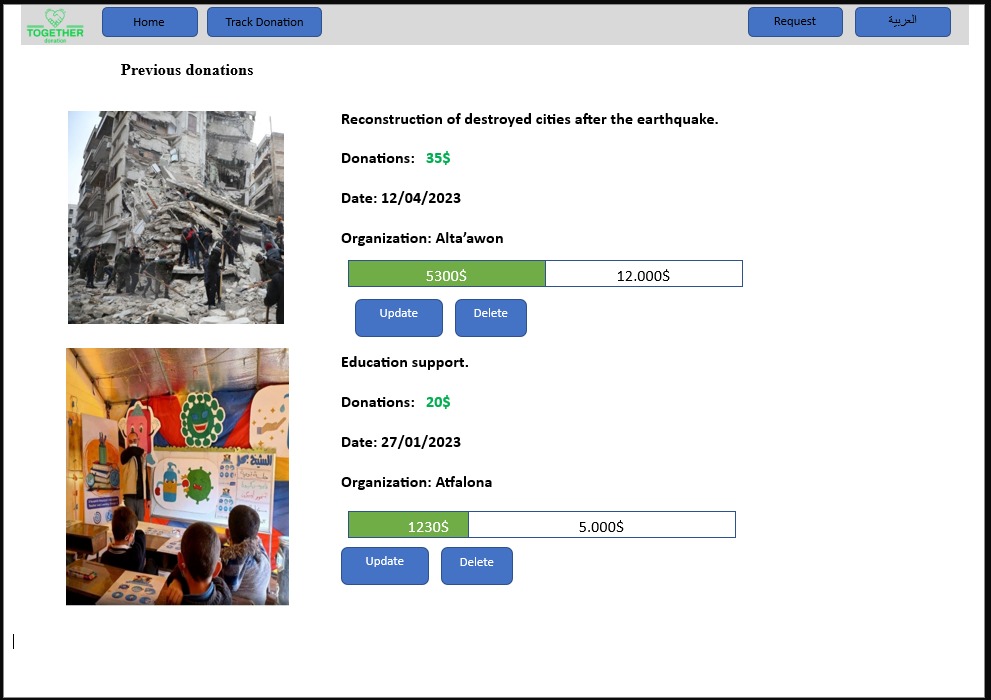 TOGETHER
donation
Home
Track Donation
Request
العربية
Previous donations
Reconstruction of destroyed cities after the earthquake.
Donations: 35$
Date: 12/04/2023
Organization: Alta’awon
5300$ 12.000$
Update Delete
Education support.
Donations: 20$
Date: 27/01/2023
Organization: Atfalona
1230$ 5.000$
Update Delete